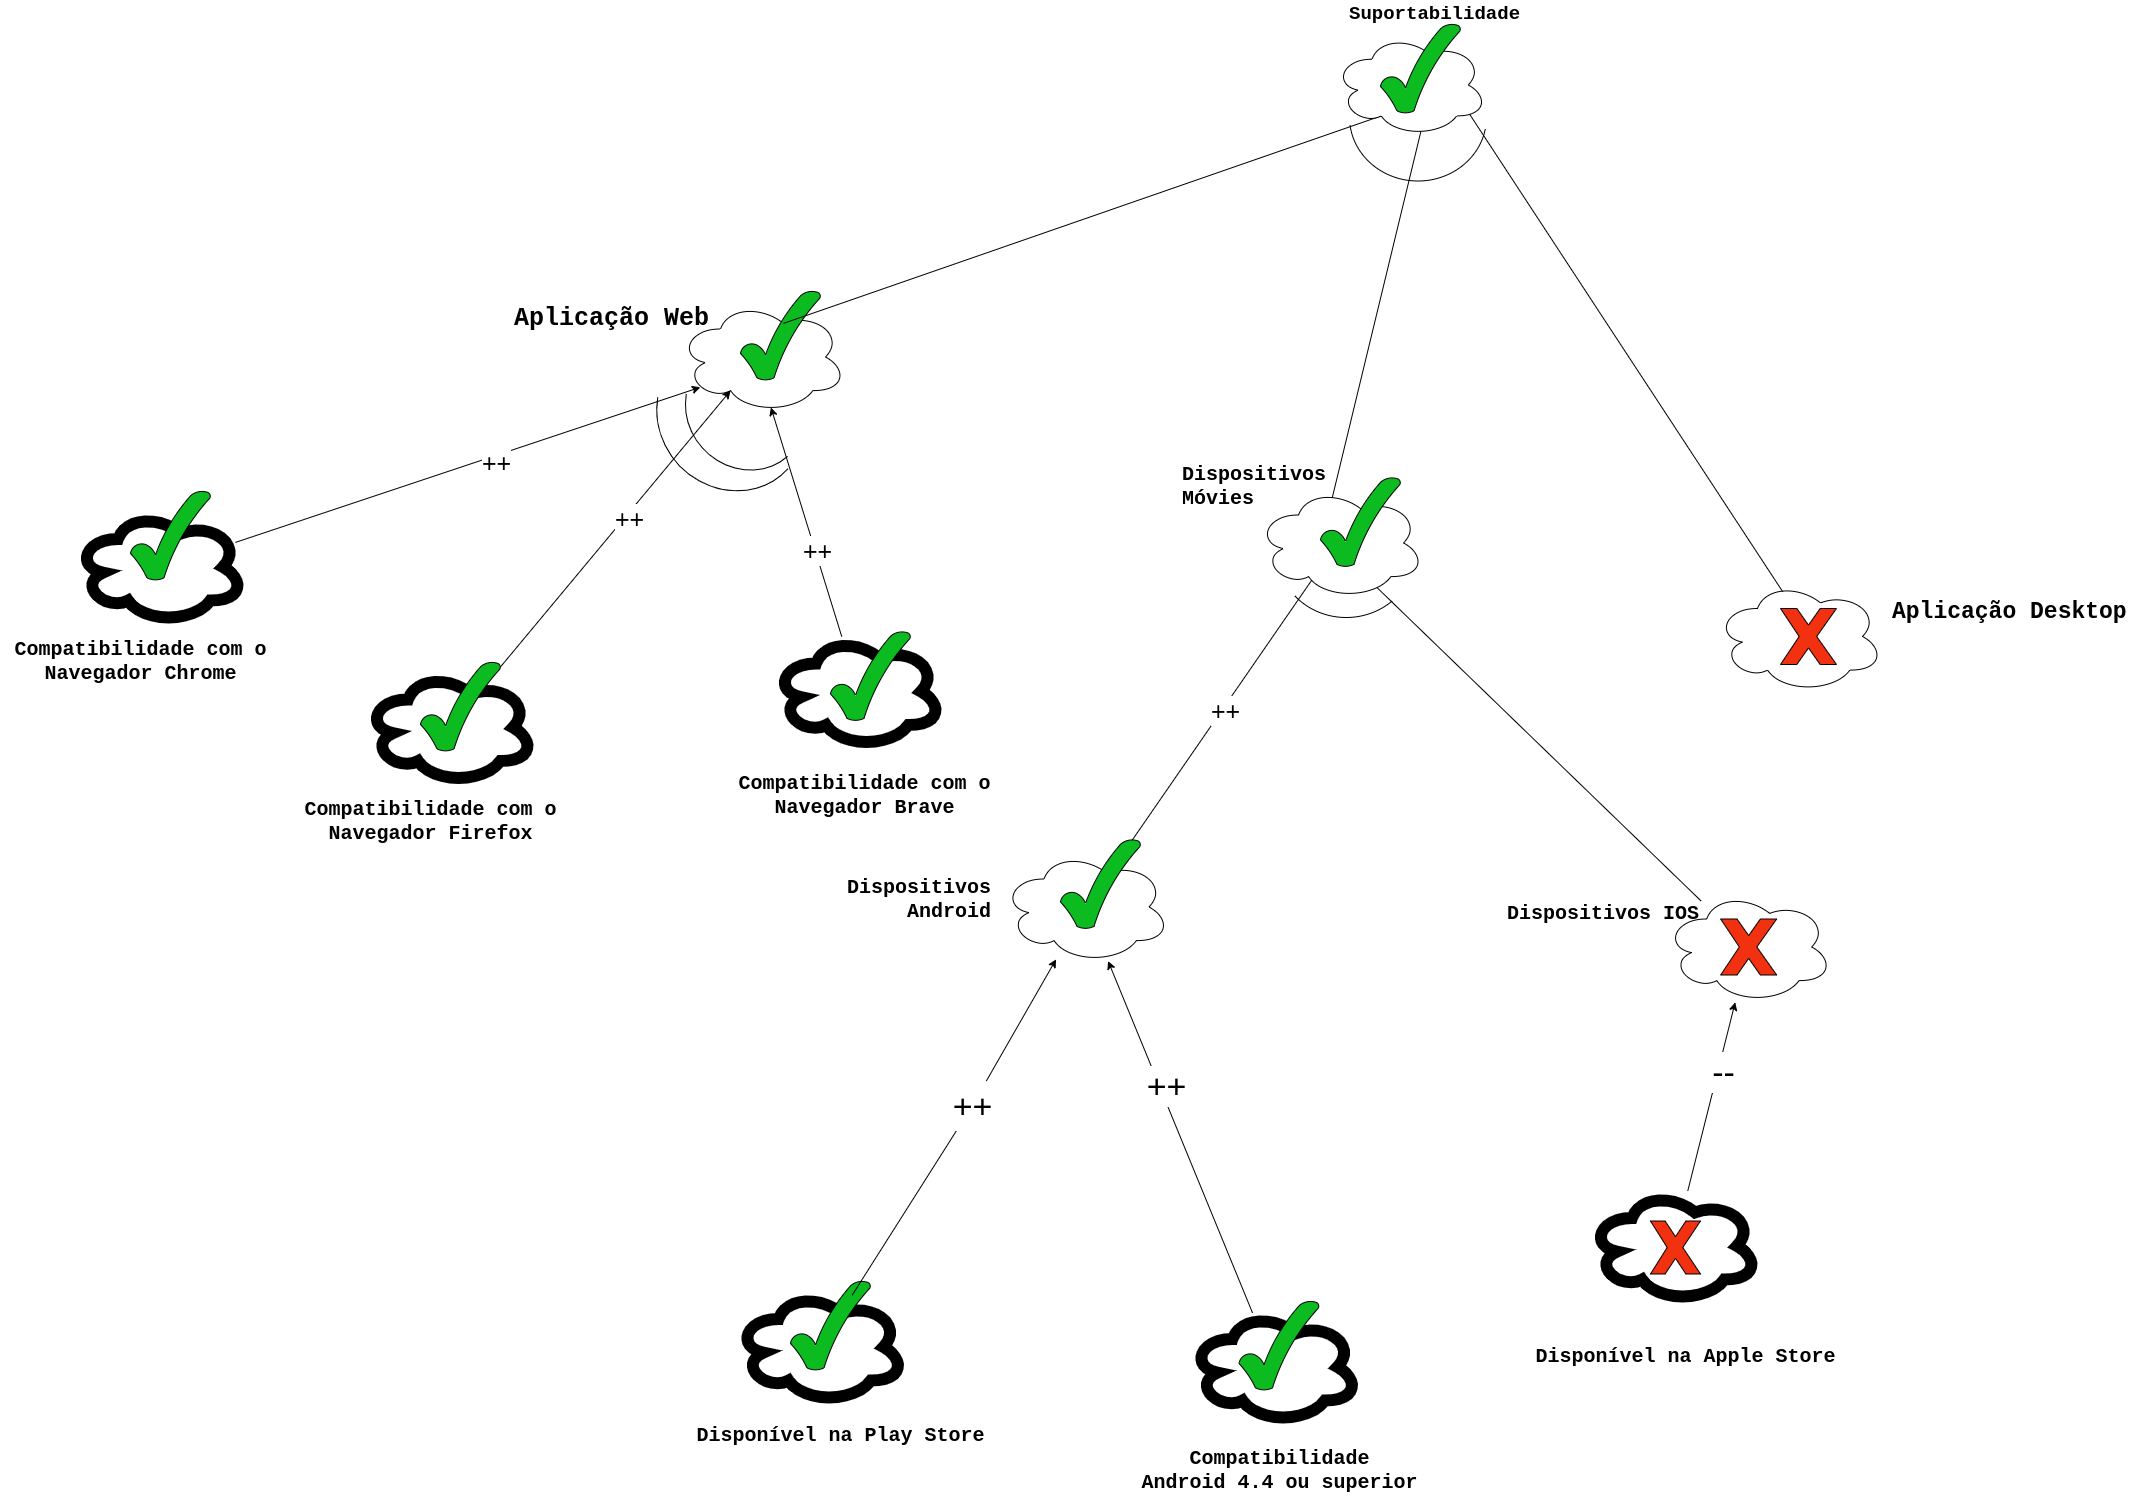 Suportabilidade
Aplicação Web
++
++
++
Compatibilidade com o
Navegador Chrome
Compatibilidade com o
Navegador Firefox
Compatibilidade com o
Navegador Brave
Dispositivos
Móvies
Aplicação Desktop
++
Dispositivos
Android
Dispositivos IOS
++
++
--
Disponível na Play Store
Compatibilidade
Android 4.4 ou superior
Disponível na Apple Store